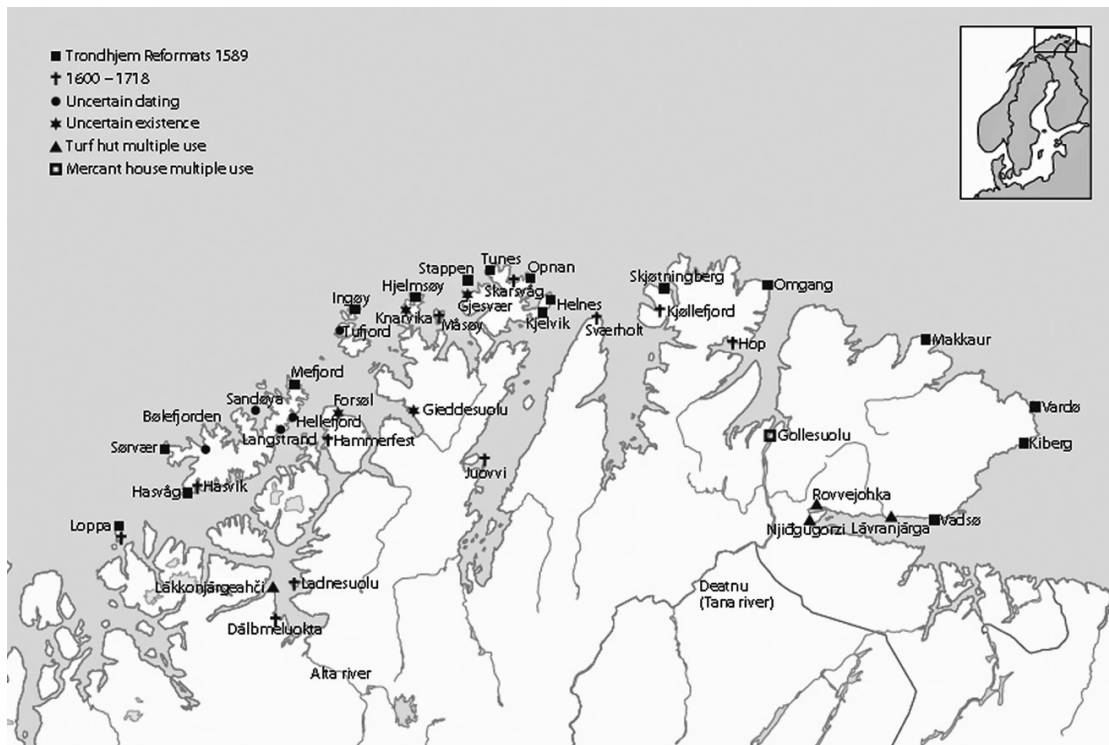 Trondhjem Reformats 1589
1600 – 1718
Uncertain dating
Uncertain existence
Turf hut multiple use
Mercant house multiple use
Tunes
Stappen
Opnan
Skarsvåg
Hjelmsøy
Gjesvær
Helnes
Skjøtningberg
Omgang
Ingøy
Knarvika
Måsøy
Kjelvik
Sværholt
Kjøllefjord
Tufjord
Hop
Makkaur
Mefjord
Sandøya
Forsøl
Gieddesuolu
Vardø
Bølefjorden
Hellefjord
Langstrand
Hammerfest
Gollesuolu
Kiberg
Sørvær
Juovvi
Hasvåg
Hasvik
Rovvejohka
Loppa
Njiđgugorzi
Lávranjárga
Vadsø
Lákkonjárgeahči
Ladnesuolu
Deatnu
(Tana river)
Dálbmeluokta
Alta river